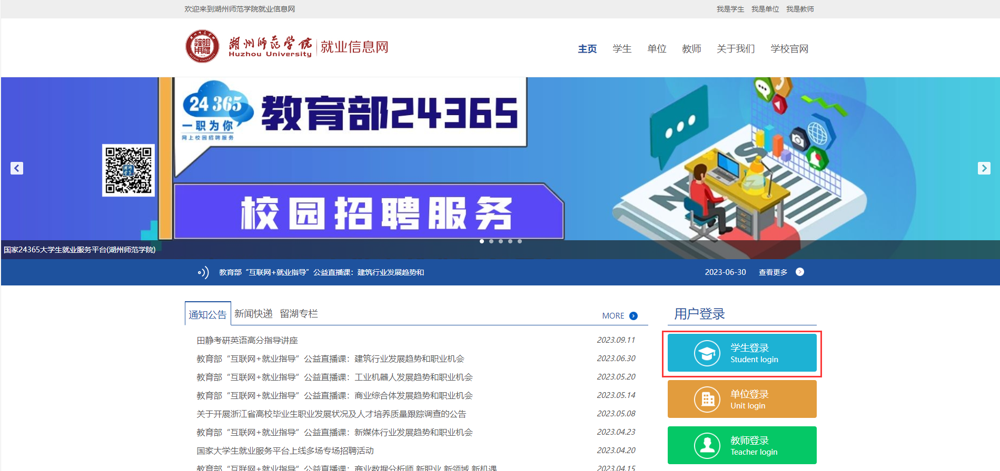 欢迎来到湖州师范学院就业信息网
我是学生 我是单位 我是教师
湖州师范学院 就业信息网
Huzhou University
主页 学生 单位 教师 关于我们 学校官网
24 365
一职为你
网上校园招聘服务
教育部24365
校园招聘服务
NEWS
国家24365大学生就业服务平台(湖州师范学院)
教育部“互联网+就业指导”公益直播课：建筑行业发展趋势和 2023-06-30 查看更多
通知公告 新闻快递 留湖专栏 MORE
田静考研英语高分指导讲座 2023.09.11
教育部“互联网+就业指导”公益直播课：建筑行业发展趋势和职业机会 2023.06.30
教育部“互联网+就业指导”公益直播课：工业机器人发展趋势和职业机会 2023.05.20
教育部“互联网+就业指导”公益直播课：商业综合体发展趋势和职业机会 2023.05.14
关于开展浙江省高校毕业生职业发展状况及人才培养质量跟踪调查的公告 2023.05.08
教育部“互联网+就业指导”公益直播课：新媒体行业发展趋势和职业机会 2023.04.23
国家大学生就业服务平台上线多场专场招聘活动 2023.04.20
教育部“互联网+就业指导”公益直播课：商业数据分析师 新职业 新领域 新机遇 2023.04.15
用户登录
学生登录
Student login
单位登录
Unit login
教师登录
Teacher login